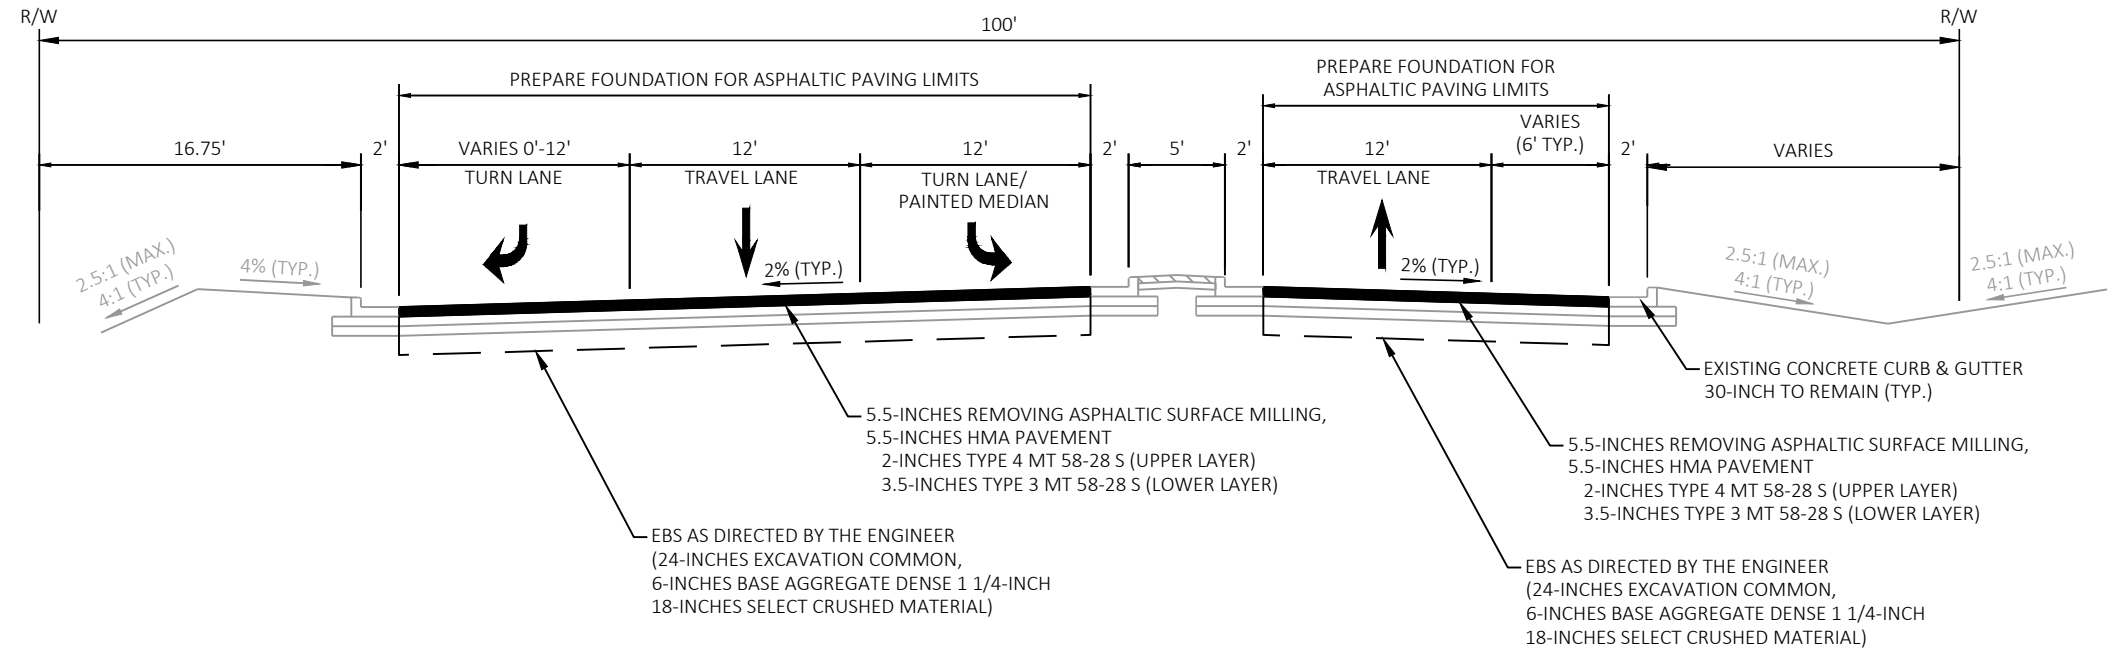 R/W
R/W
100'
PREPARE FOUNDATION FOR ASPHALTIC PAVING LIMITS
PREPARE FOUNDATION FOR
ASPHALTIC PAVING LIMITS
16.75'
2'
VARIES 0'-12'
TURN LANE
12'
TRAVEL LANE
12'
TURN LANE/
PAINTED MEDIAN
2'
5'
2'
12'
TRAVEL LANE
VARIES
(6' TYP.)
2'
VARIES
2.5:1 (MAX.)
4:1 (TYP.)
4% (TYP.)
2% (TYP.)
2% (TYP.)
2.5:1 (MAX.)
4:1 (TYP.)
2.5:1 (MAX.)
4:1 (TYP.)
EXISTING CONCRETE CURB & GUTTER
30-INCH TO REMAIN (TYP.)
5.5-INCHES REMOVING ASPHALTIC SURFACE MILLING,
5.5-INCHES HMA PAVEMENT
2-INCHES TYPE 4 MT 58-28 S (UPPER LAYER)
3.5-INCHES TYPE 3 MT 58-28 S (LOWER LAYER)
5.5-INCHES REMOVING ASPHALTIC SURFACE MILLING,
5.5-INCHES HMA PAVEMENT
2-INCHES TYPE 4 MT 58-28 S (UPPER LAYER)
3.5-INCHES TYPE 3 MT 58-28 S (LOWER LAYER)
EBS AS DIRECTED BY THE ENGINEER
(24-INCHES EXCAVATION COMMON,
6-INCHES BASE AGGREGATE DENSE 1 1/4-INCH
18-INCHES SELECT CRUSHED MATERIAL)
EBS AS DIRECTED BY THE ENGINEER
(24-INCHES EXCAVATION COMMON,
6-INCHES BASE AGGREGATE DENSE 1 1/4-INCH
18-INCHES SELECT CRUSHED MATERIAL)